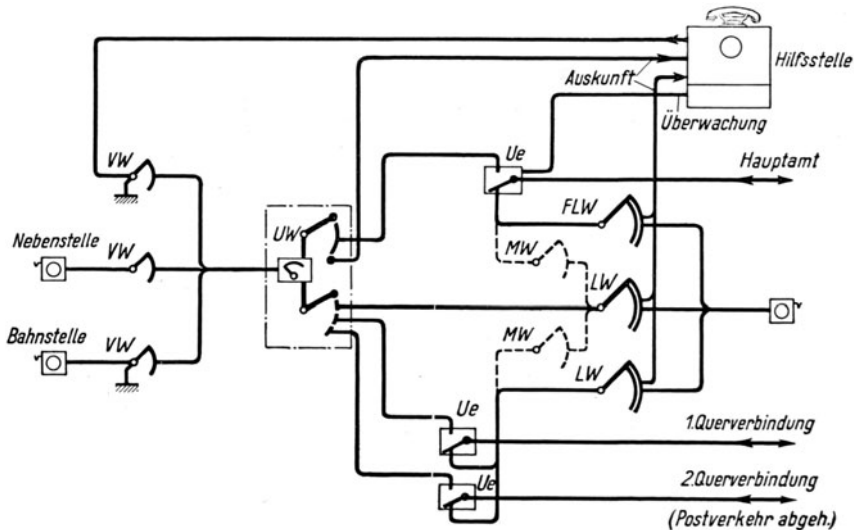 Hilfsstelle
Auskunft
Überwachung
VW
Ue
Hauptamt
UW
FLW
Nebenstelle
VW
MW
LW
Bahnstelle
VW
MW
LW
Ue
1.Querverbindung
Ue
2.Querverbindung
(Postverkehr abgeh.)